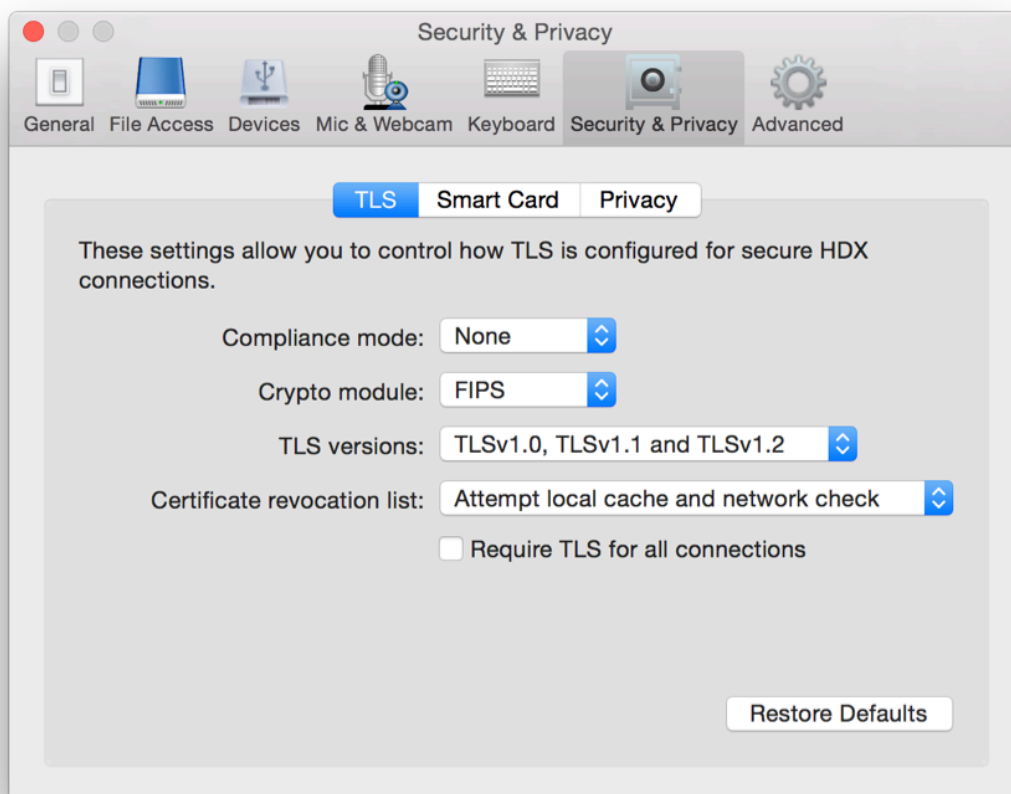 Security & Privacy
General File Access Devices Mic & Webcam Keyboard Security & Privacy Advanced
TLS Smart Card Privacy
These settings allow you to control how TLS is configured for secure HDX
connections.
Compliance mode: None
Crypto module: FIPS
TLS versions: TLSv1.0, TLSv1.1 and TLSv1.2
Certificate revocation list: Attempt local cache and network check
Require TLS for all connections
Restore Defaults